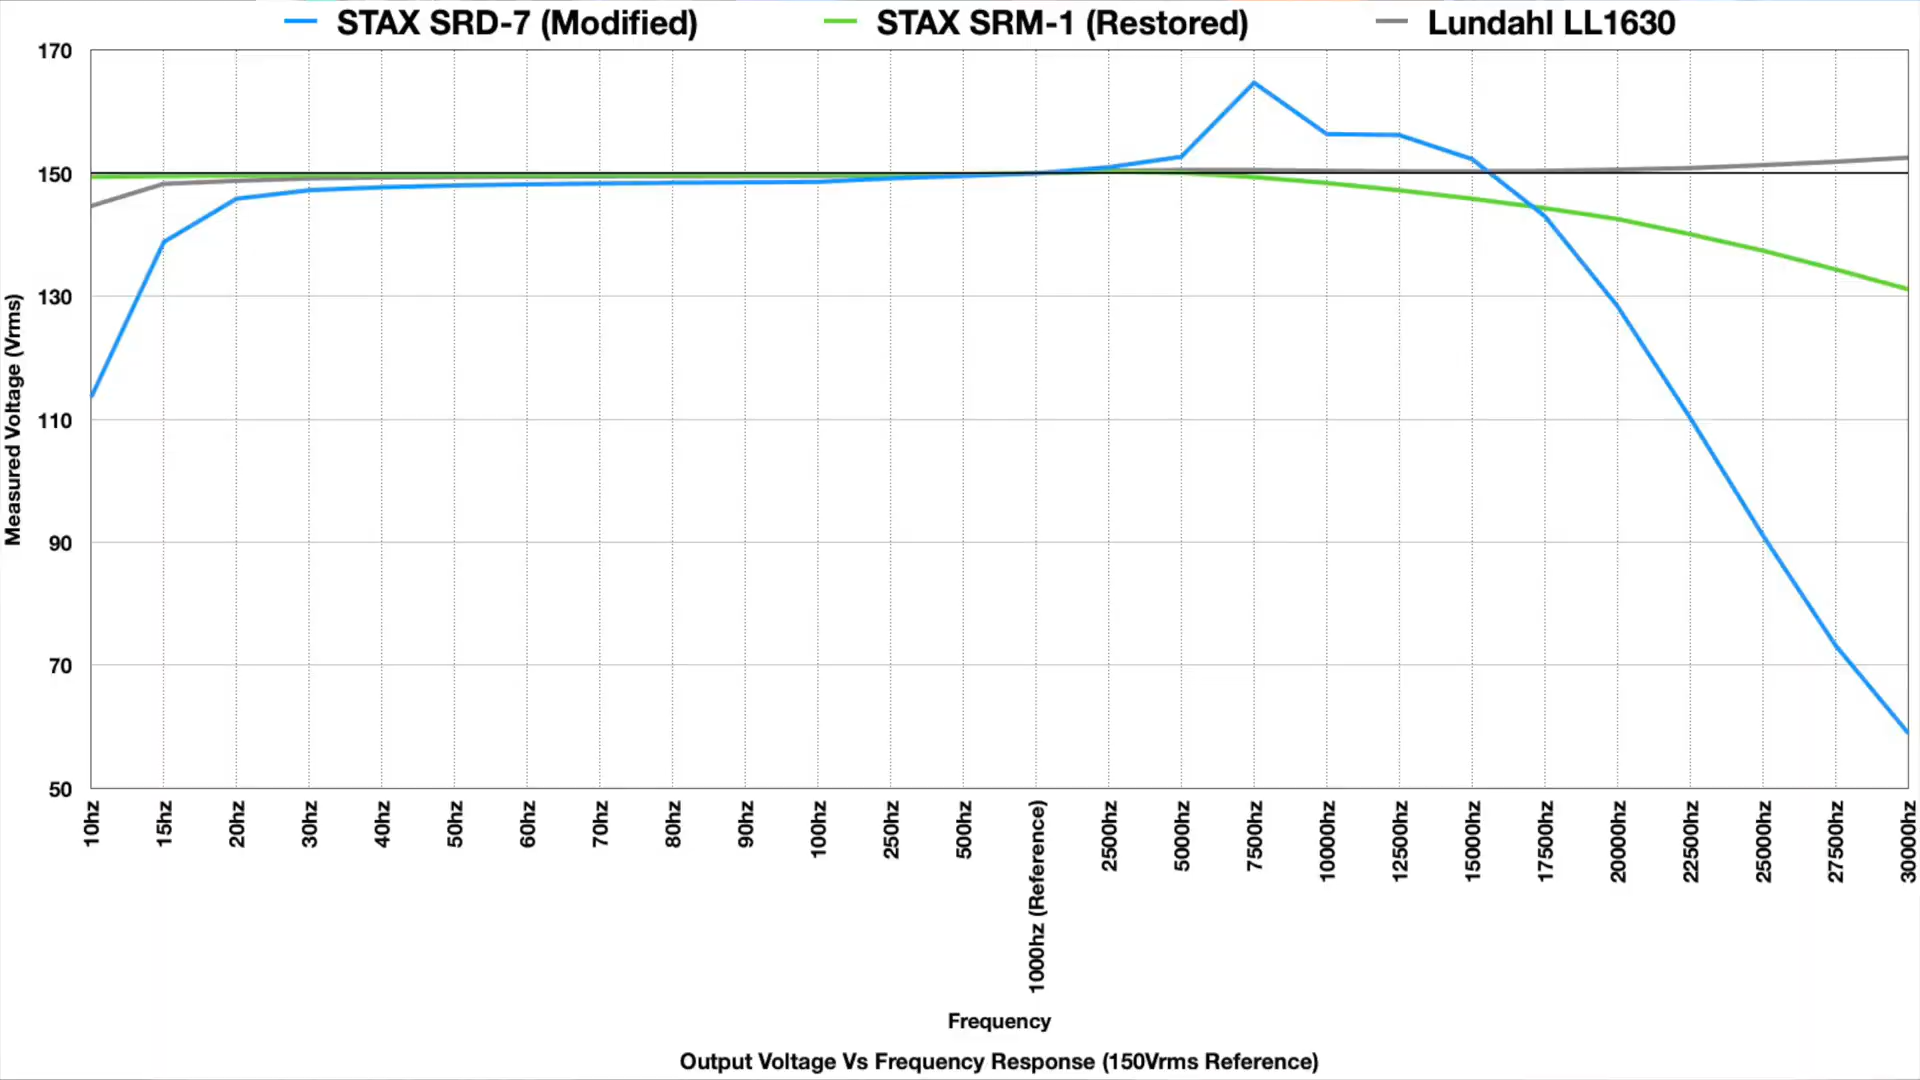 STAX SRD-7 (Modified) STAX SRM-1 (Restored) Lundahl LL1630
170
150
130
110
90
70
50
Measured Voltage (Vrms)
10hz 15hz 20hz 30hz 40hz 50hz 60hz 70hz 80hz 90hz 100hz 250hz 500hz 1000hz (Reference) 2500hz 5000hz 7500hz 10000hz 12500hz 15000hz 17500hz 20000hz 22500hz 25000hz 27500hz 30000hz
Frequency
Output Voltage Vs Frequency Response (150Vrms Reference)